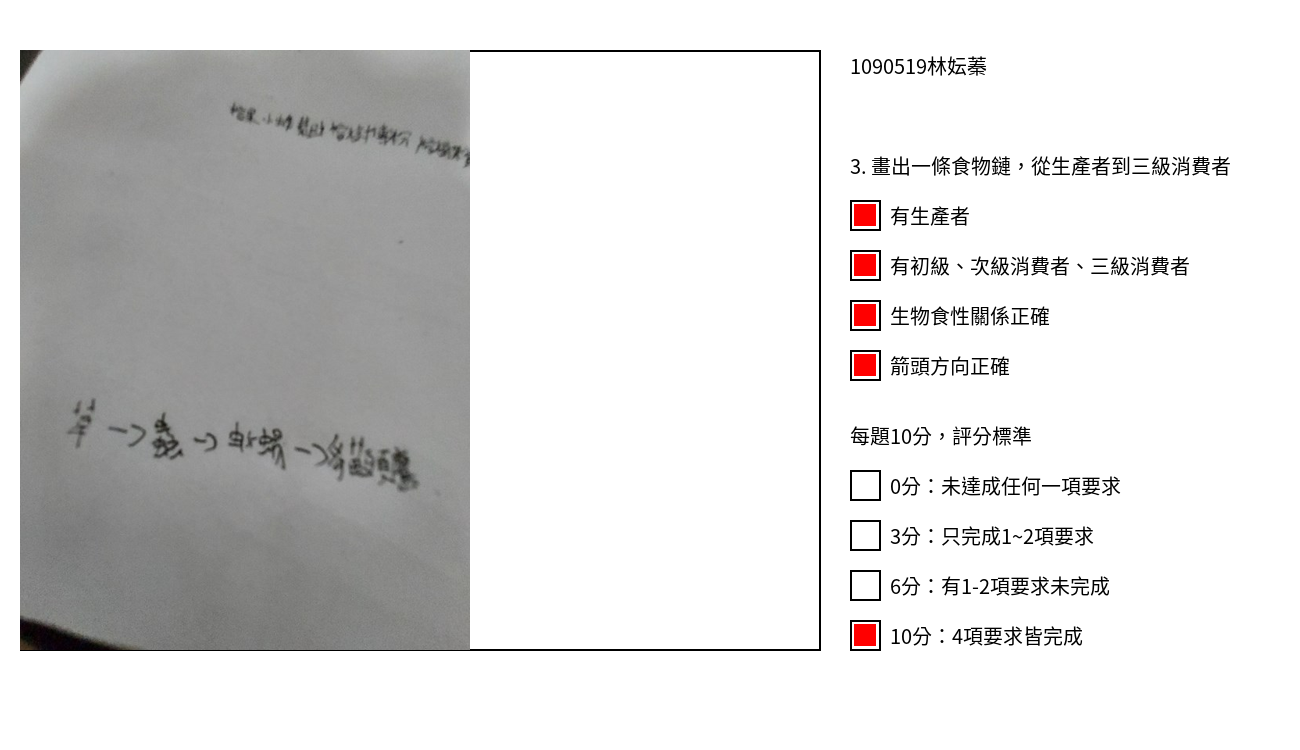 1090519林妘蓁
3. 畫出一條食物鏈，從生產者到三級消費者
有生產者
有初級、次級消費者、三級消費者
生物食性關係正確
箭頭方向正確
每題10分，評分標準
0分：未達成任何一項要求
3分：只完成1~2項要求
6分：有1-2項要求未完成
10分：4項要求皆完成
草→蟲→蜥蜴→貓頭鷹